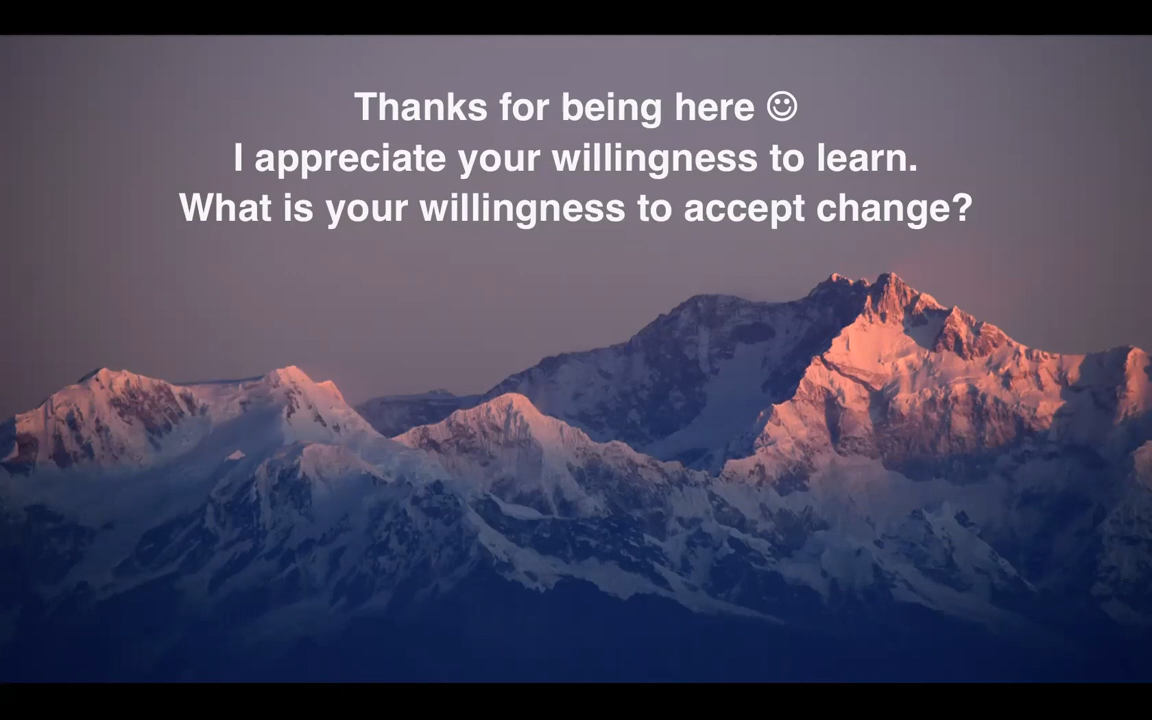 Thanks for being here ☺
I appreciate your willingness to learn.
What is your willingness to accept change?